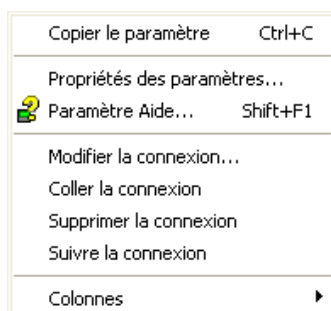 Copier le paramètre Ctrl+C
Propriétés des paramètres...
Paramètre Aide... Shift+F1
Modifier la connexion...
Coller la connexion
Supprimer la connexion
Suivre la connexion
Colonnes